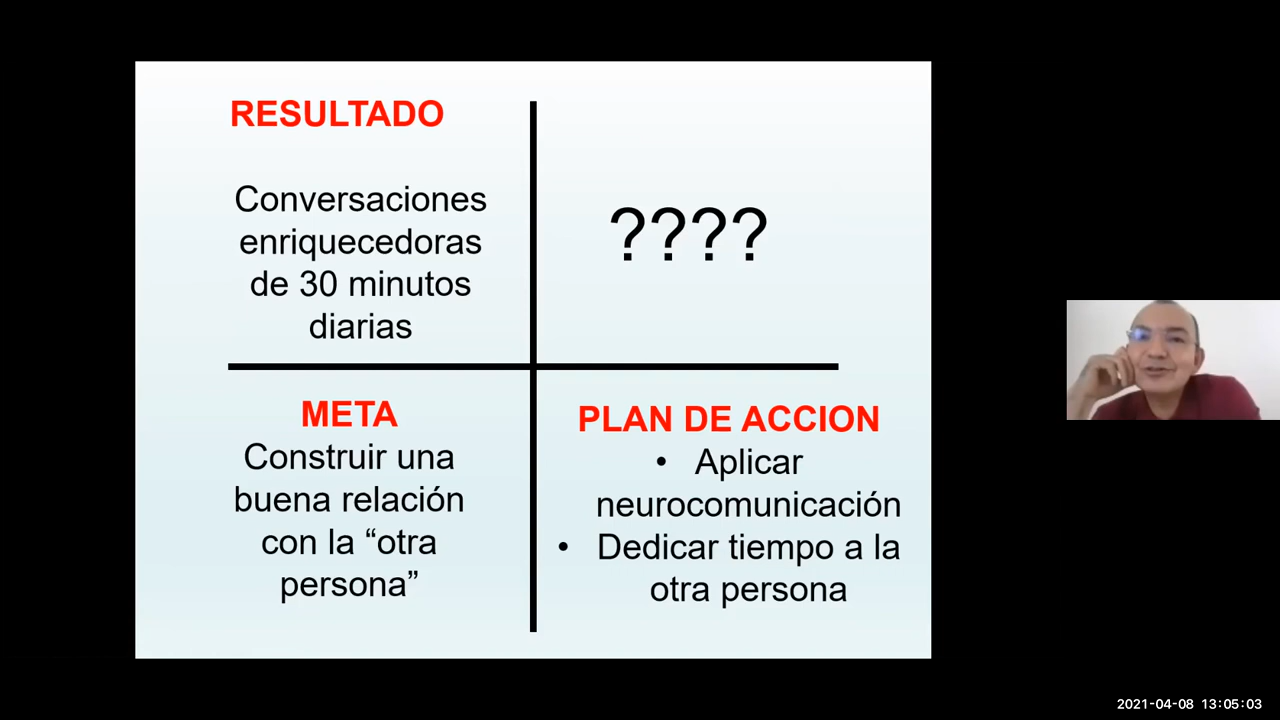 RESULTADO
Conversaciones
enriquecedoras
de 30 minutos
diarias
????
META
Construir una
buena relación
con la “otra
persona”
PLAN DE ACCION
• Aplicar
neurocomunicación
• Dedicar tiempo a la
otra persona
2021-04-08 13:05:03